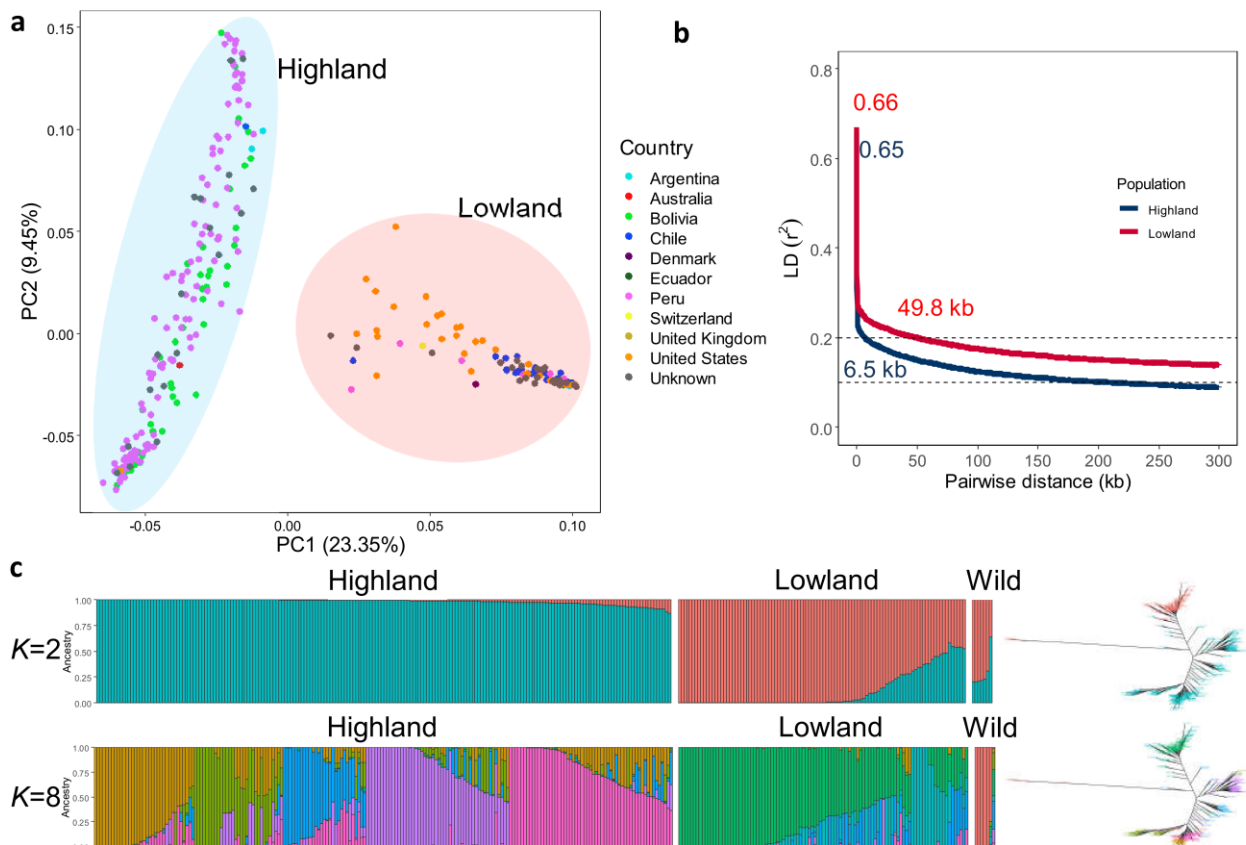 a
0.15
0.10
0.05
0.00
-0.05
PC2 (9.45%)
Highland
Lowland
-0.05 0.00 0.05 0.10
PC1 (23.35%)
Country
Argentina
Australia
Bolivia
Chile
Denmark
Ecuador
Peru
Switzerland
United Kingdom
United States
Unknown
b
0.8
0.6
0.4
0.2
0.0
LD (r²)
0.66
0.65
49.8 kb
6.5 kb
Population
Highland
Lowland
0 50 100 150 200 250 300
Pairwise distance (kb)
c
Highland Lowland Wild
K=2
Ancestry
1.00
0.75
0.50
0.25
0.00
Highland Lowland Wild
K=8
Ancestry
1.00
0.75
0.50
0.25